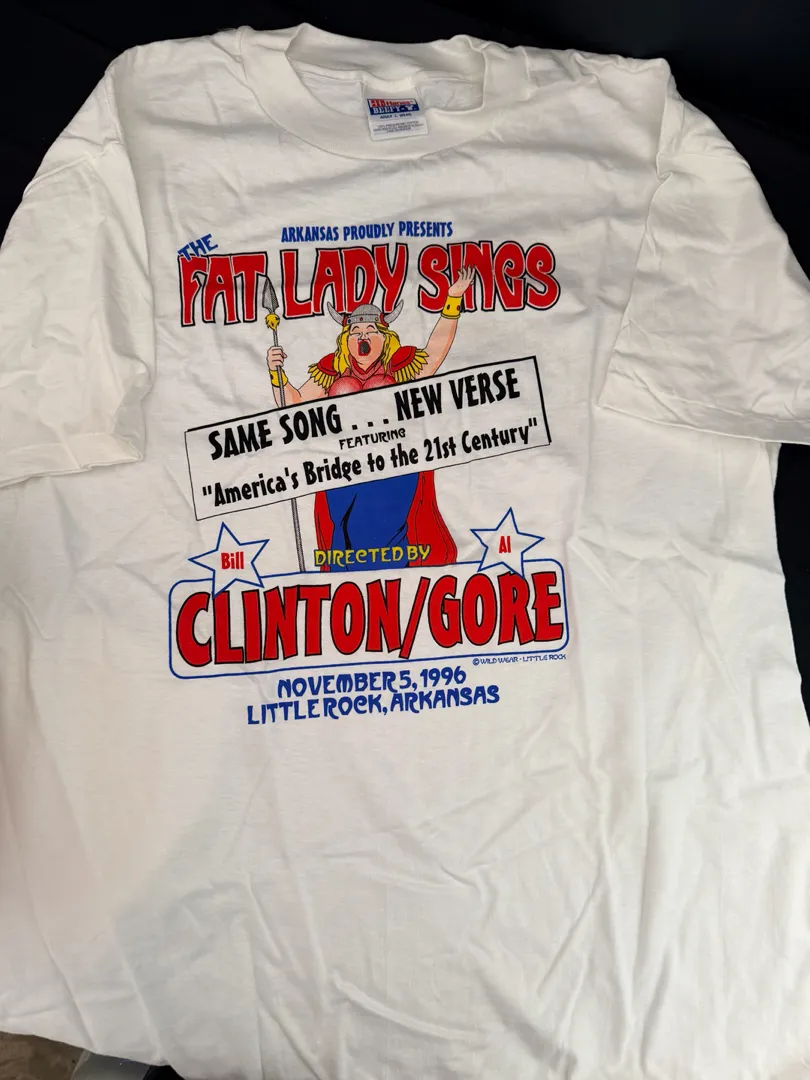 BEEFY-T
ARKANSAS PROUDLY PRESENTS
THE
FAT LADY SINGS
SAME SONG . . . NEW VERSE
FEATURING
"America's Bridge to the 21st Century"
DIRECTED BY
Bill
Al
CLINTON/GORE
© WILD WEAR • LITTLE ROCK
NOVEMBER 5, 1996
LITTLE ROCK, ARKANSAS